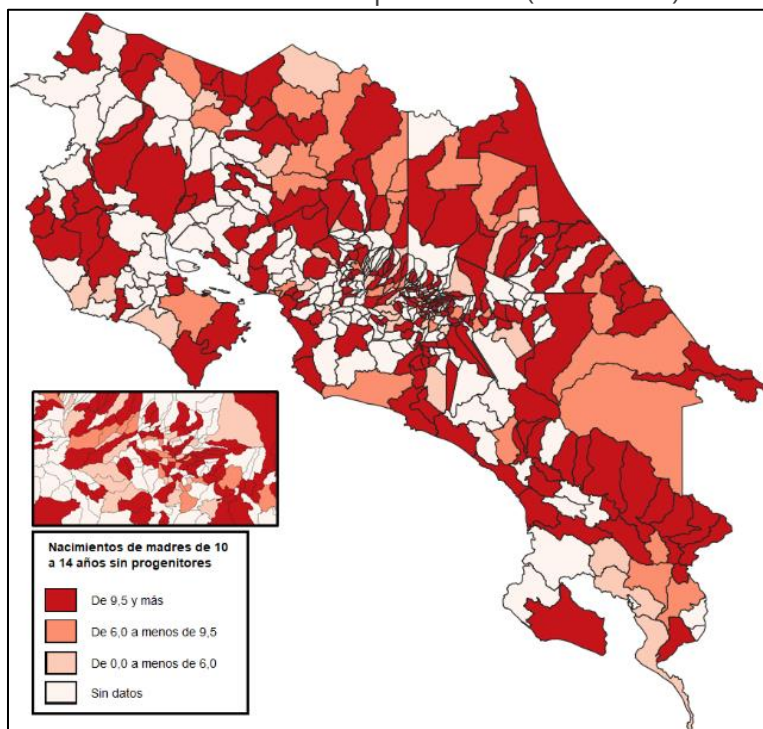 Nacimientos de madres de 10
a 14 años sin progenitores
De 9,5 y más
De 6,0 a menos de 9,5
De 0,0 a menos de 6,0
Sin datos